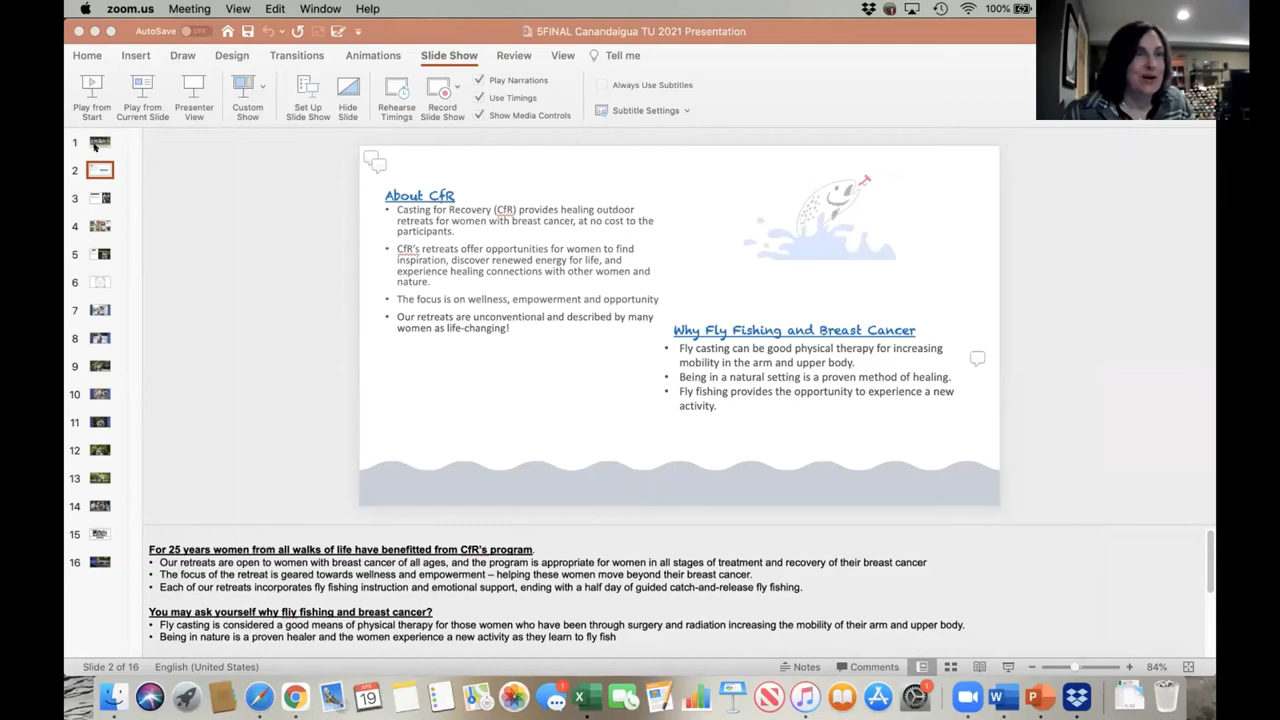 zoom.us Meeting View Edit Window Help 100%
AutoSave OFF 5FINAL Canandaigua TU 2021 Presentation
Home Insert Draw Design Transitions Animations Slide Show Review View Tell me
Play from Start
Play from Current Slide
Presenter View
Custom Show
Set Up Slide Show
Hide Slide
Rehearse Timings
Record Slide Show
Play Narrations
Use Timings
Show Media Controls
Always Use Subtitles
Subtitle Settings
1
2
3
4
5
6
7
8
9
10
11
12
13
14
15
16
About CfR
• Casting for Recovery (CfR) provides healing outdoor
retreats for women with breast cancer, at no cost to the
participants.
• CfR's retreats offer opportunities for women to find
inspiration, discover renewed energy for life, and
experience healing connections with other women and
nature.
• The focus is on wellness, empowerment and opportunity
• Our retreats are unconventional and described by many
women as life-changing!
Why Fly Fishing and Breast Cancer
• Fly casting can be good physical therapy for increasing
mobility in the arm and upper body.
• Being in a natural setting is a proven method of healing.
• Fly fishing provides the opportunity to experience a new
activity.
For 25 years women from all walks of life have benefitted from CfR's program.
• Our retreats are open to women with breast cancer of all ages, and the program is appropriate for women in all stages of treatment and recovery of their breast cancer
• The focus of the retreat is geared towards wellness and empowerment – helping these women move beyond their breast cancer.
• Each of our retreats incorporates fly fishing instruction and emotional support, ending with a half day of guided catch-and-release fly fishing.
You may ask yourself why fliy fishing and breast cancer?
• Fly casting is considered a good means of physical therapy for those women who have been through surgery and radiation increasing the mobility of their arm and upper body.
• Being in nature is a proven healer and the women experience a new activity as they learn to fly fish
Slide 2 of 16 English (United States) Notes Comments 84%
APR
19